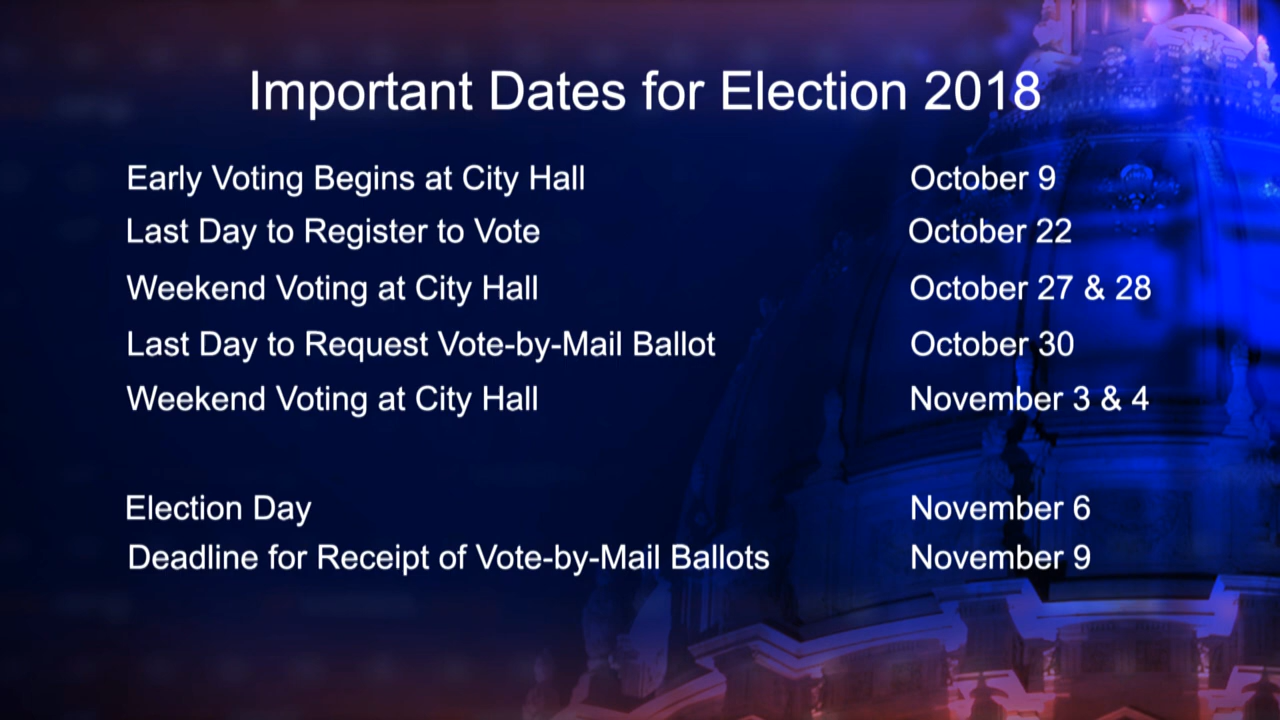 Important Dates for Election 2018
Early Voting Begins at City Hall October 9
Last Day to Register to Vote October 22
Weekend Voting at City Hall October 27 & 28
Last Day to Request Vote-by-Mail Ballot October 30
Weekend Voting at City Hall November 3 & 4
Election Day November 6
Deadline for Receipt of Vote-by-Mail Ballots November 9